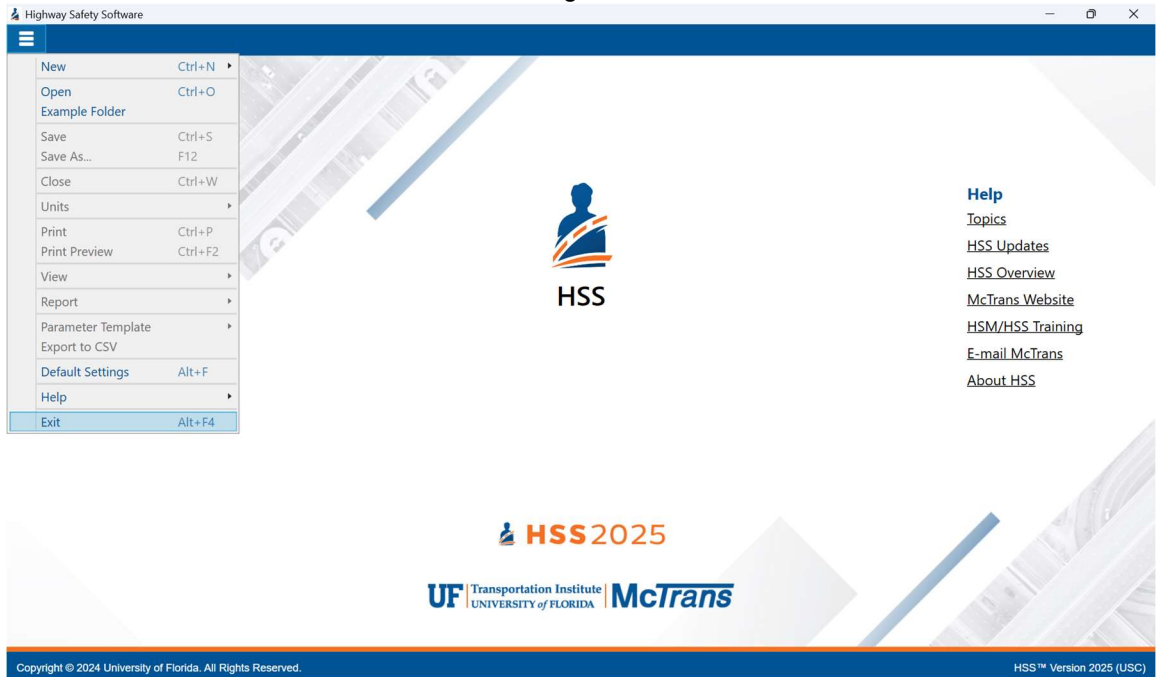 Highway Safety Software
New Ctrl+N
Open Ctrl+O
Example Folder
Save Ctrl+S
Save As... F12
Close Ctrl+W
Units
Print Ctrl+P
Print Preview Ctrl+F2
View
Report
Parameter Template
Export to CSV
Default Settings Alt+F
Help
Exit Alt+F4
HSS
Help
Topics
HSS Updates
HSS Overview
McTrans Website
HSM/HSS Training
E-mail McTrans
About HSS
HSS2025
UF Transportation Institute
UNIVERSITY of FLORIDA
McTrans
Copyright © 2024 University of Florida. All Rights Reserved.
HSS™ Version 2025 (USC)